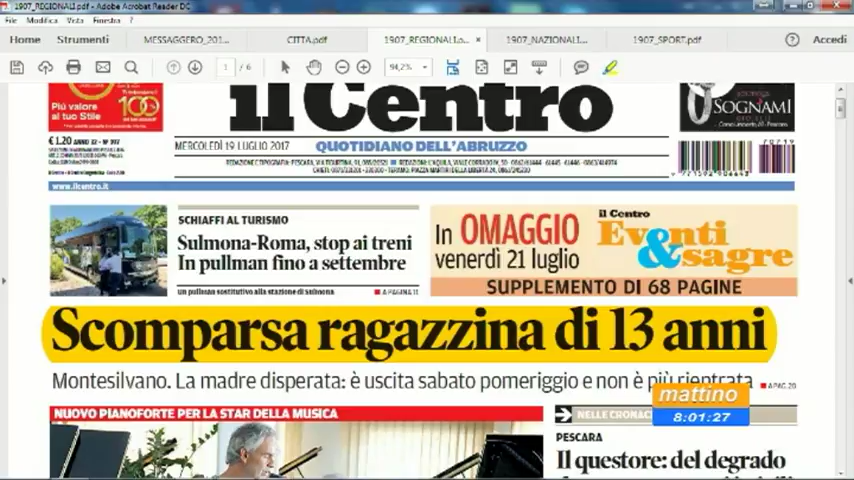 1907_REGIONALI.pdf - Adobe Acrobat Reader DC
File Modifica Vista Finestra ?
Home Strumenti MESSAGGERO_201... CITTA.pdf 1907_REGIONALI.p... × 1907_NAZIONALI... 1907_SPORT.pdf ? Accedi
1 / 6 94,2%
Più valore
al tuo Stile
100
il Centro
SOGNAMI
€ 1,20
MERCOLEDÌ 19 LUGLIO 2017 QUOTIDIANO DELL'ABRUZZO
www.ilcentro.it
SCHIAFFI AL TURISMO
Sulmona-Roma, stop ai treni
In pullman fino a settembre
Un pullman sostitutivo alla stazione di Sulmona
In OMAGGIO
venerdì 21 luglio
il Centro
Eventi
& sagre
SUPPLEMENTO DI 68 PAGINE
Scomparsa ragazzina di 13 anni
Montesilvano. La madre disperata: è uscita sabato pomeriggio e non è più rientrata
A PAG. 20
mattino
8:01:27
NUOVO PIANOFORTE PER LA STAR DELLA MUSICA
NELLE CRONAC
PESCARA
Il questore: del degrado